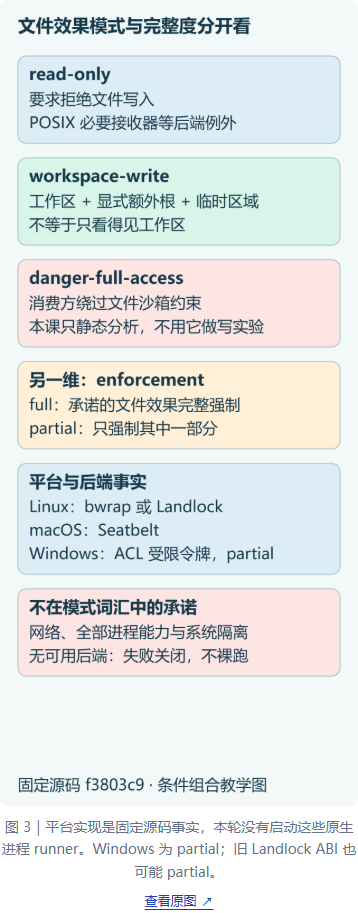 文件效果模式与完整度分开看
read-only
要求拒绝文件写入
POSIX 必要接收器等后端例外
workspace-write
工作区 + 显式额外根 + 临时区域
不等于只看得见工作区
danger-full-access
消费方绕过文件沙箱约束
本课只静态分析，不用它做写实验
另一维：enforcement
full：承诺的文件效果完整强制
partial：只强制其中一部分
平台与后端事实
Linux：bwrap 或 Landlock
macOS：Seatbelt
Windows：ACL 受限令牌，partial
不在模式词汇中的承诺
网络、全部进程能力与系统隔离
无可用后端：失败关闭，不裸跑
固定源码 f3803c9 · 条件组合教学图
图 3｜平台实现是固定源码事实，本轮没有启动这些原生
进程 runner。Windows 为 partial；旧 Landlock ABI 也
可能 partial。
查看原图 ↗